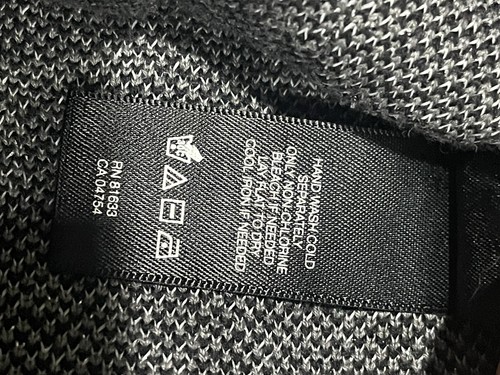 HAND WASH COLD
SEPARATELY
ONLY NON-CHLORINE
BLEACH IF NEEDED
LAY FLAT TO DRY
COOL IRON IF NEEDED
RN 81633
CA 04754